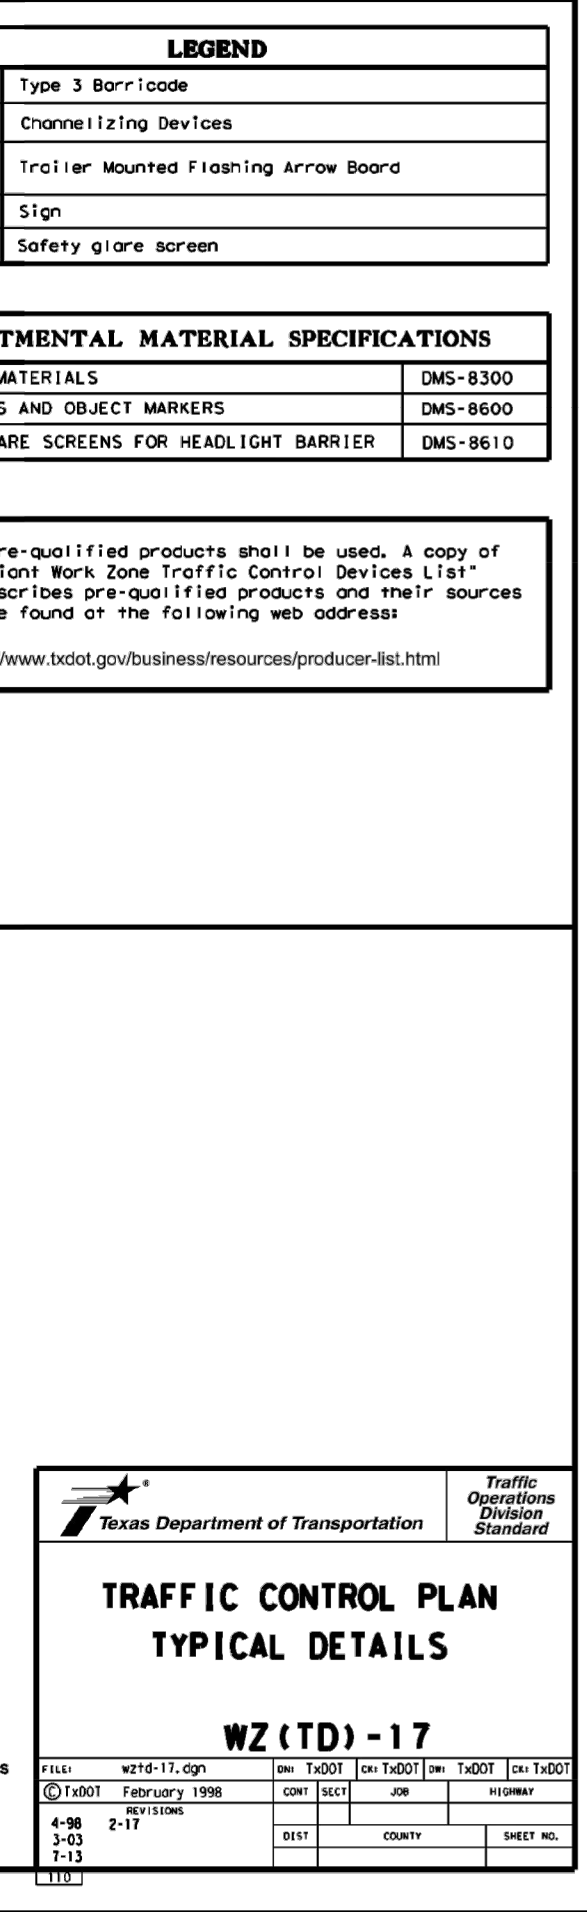 LEGEND
Type 3 Barricade
Channelizing Devices
Trailer Mounted Flashing Arrow Board
Sign
Safety glare screen
TMENTAL MATERIAL SPECIFICATIONS
MATERIALS DMS-8300
S AND OBJECT MARKERS DMS-8600
ARE SCREENS FOR HEADLIGHT BARRIER DMS-8610
re-qualified products shall be used. A copy of
iant Work Zone Traffic Control Devices List"
scribes pre-qualified products and their sources
e found at the following web address:
/www.txdot.gov/business/resources/producer-list.html
®
Texas Department of Transportation
Traffic
Operations
Division
Standard
TRAFFIC CONTROL PLAN
TYPICAL DETAILS
WZ(TD)-17
s
FILE: wztd-17.dgn DN: TxDOT CK: TxDOT DW: TxDOT CK: TxDOT
© TxDOT February 1998 CONT SECT JOB HIGHWAY
REVISIONS
4-98 2-17
3-03 DIST COUNTY SHEET NO.
7-13
110